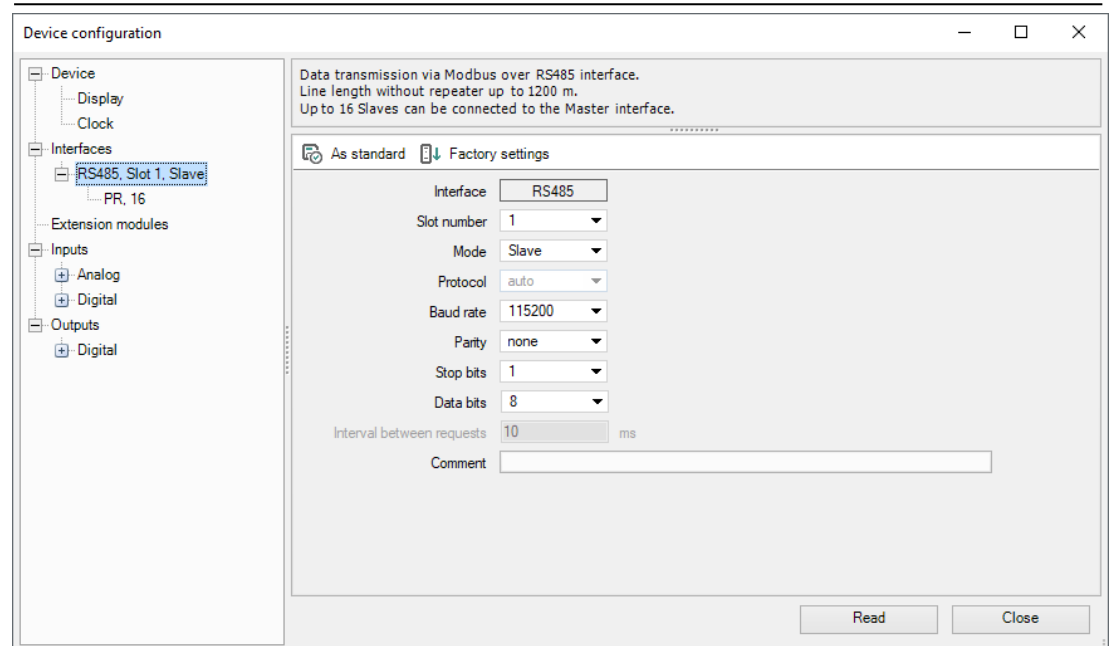 Device configuration
Device
Display
Clock
Interfaces
RS485, Slot 1, Slave
PR, 16
Extension modules
Inputs
Analog
Digital
Outputs
Digital
Data transmission via Modbus over RS485 interface.
Line length without repeater up to 1200 m.
Up to 16 Slaves can be connected to the Master interface.
As standard Factory settings
Interface RS485
Slot number 1
Mode Slave
Protocol auto
Baud rate 115200
Parity none
Stop bits 1
Data bits 8
Interval between requests 10 ms
Comment
Read Close